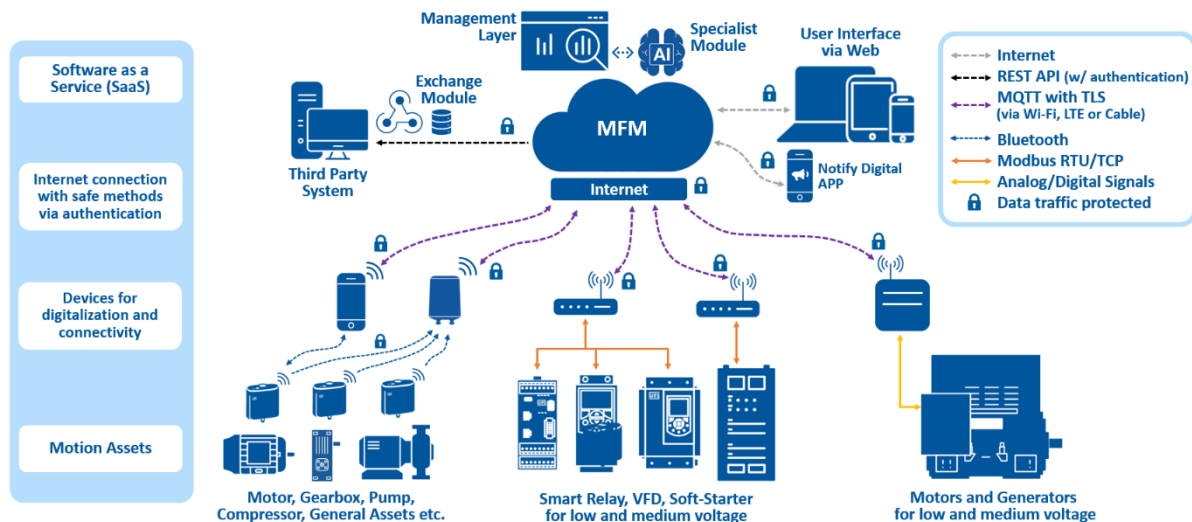 Software as a
Service (SaaS)
Internet connection
with safe methods
via authentication
Devices for
digitalization and
connectivity
Motion Assets
Management
Layer
Specialist
Module
AI
User Interface
via Web
Exchange
Module
Third Party
System
MFM
Internet
Notify Digital
APP
Internet
REST API (w/ authentication)
MQTT with TLS
(via Wi-Fi, LTE or Cable)
Bluetooth
Modbus RTU/TCP
Analog/Digital Signals
Data traffic protected
Motor, Gearbox, Pump,
Compressor, General Assets etc.
Smart Relay, VFD, Soft-Starter
for low and medium voltage
Motors and Generators
for low and medium voltage